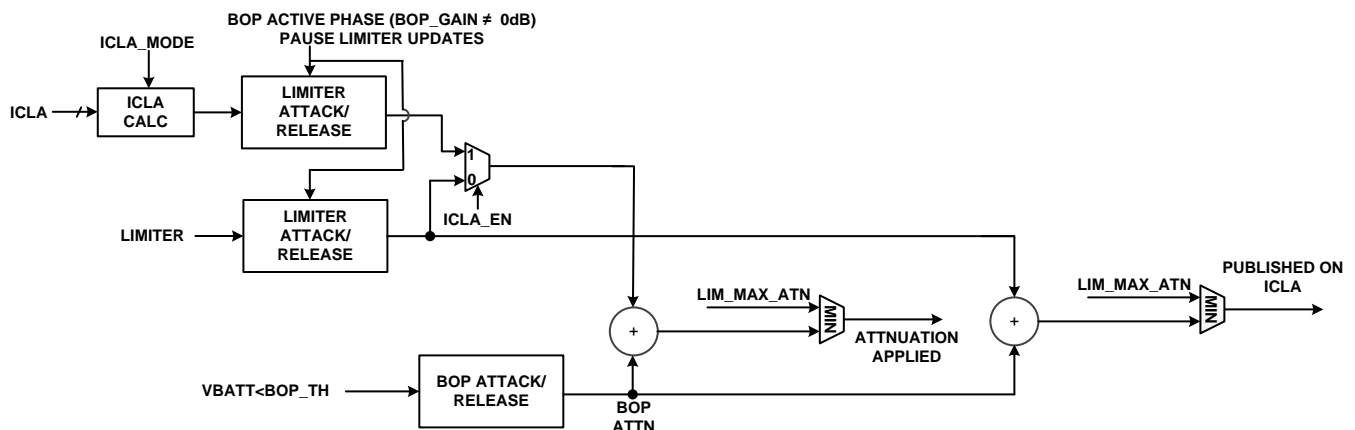 BOP ACTIVE PHASE (BOP_GAIN ≠ 0dB)
PAUSE LIMITER UPDATES
ICLA_MODE
ICLA
ICLA
CALC
LIMITER
ATTACK/
RELEASE
1
0
ICLA_EN
LIMITER
LIMITER
ATTACK/
RELEASE
LIM_MAX_ATN
MIN
+
ATTNUATION
APPLIED
LIM_MAX_ATN
MIN
+
PUBLISHED ON
ICLA
VBATT<BOP_TH
BOP ATTACK/
RELEASE
BOP
ATTN